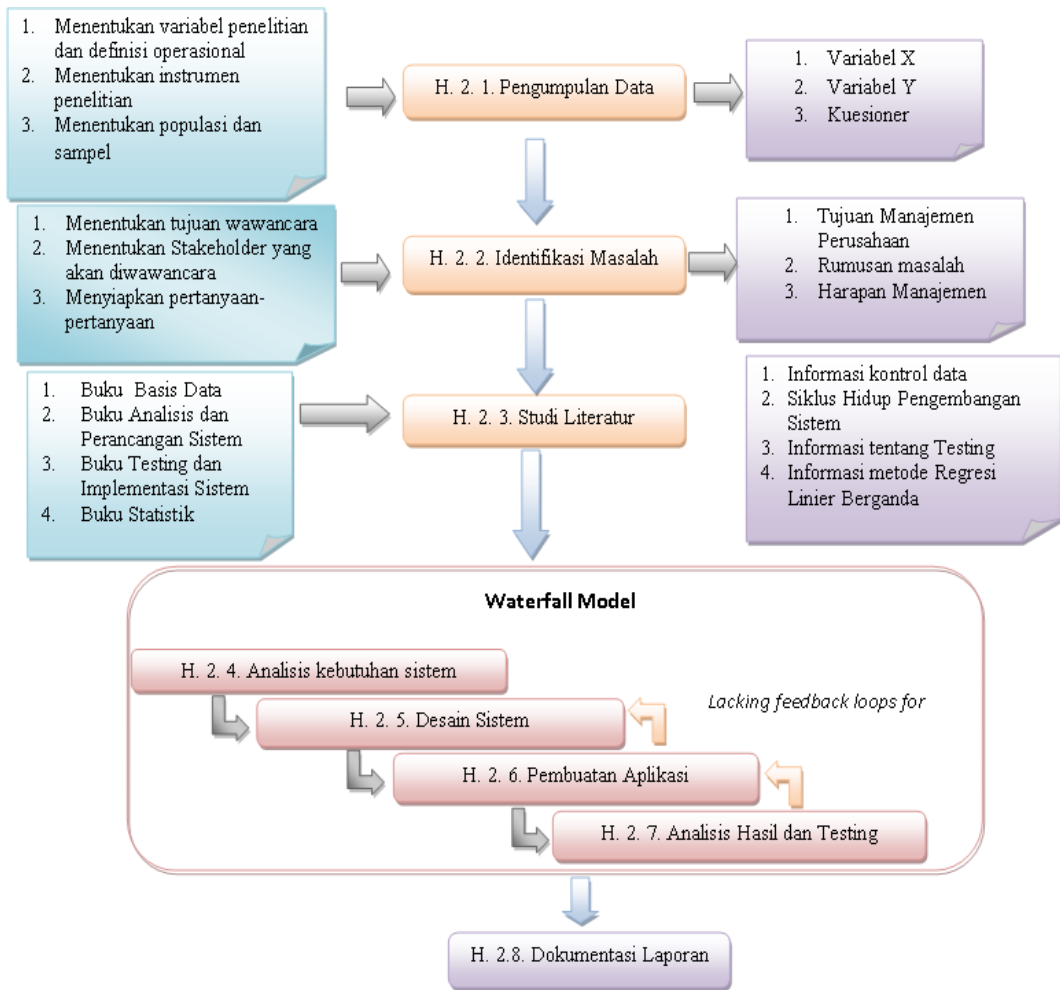 1. Menentukan variabel penelitian
dan definisi operasional
2. Menentukan instrumen
penelitian
3. Menentukan populasi dan
sampel
H. 2. 1. Pengumpulan Data
1. Variabel X
2. Variabel Y
3. Kuesioner
1. Menentukan tujuan wawancara
2. Menentukan Stakeholder yang
akan diwawancara
3. Menyiapkan pertanyaan-
pertanyaan
H. 2. 2. Identifikasi Masalah
1. Tujuan Manajemen
Perusahaan
2. Rumusan masalah
3. Harapan Manajemen
1. Buku Basis Data
2. Buku Analisis dan
Perancangan Sistem
3. Buku Testing dan
Implementasi Sistem
4. Buku Statistik
H. 2. 3. Studi Literatur
1. Informasi kontrol data
2. Siklus Hidup Pengembangan
Sistem
3. Informasi tentang Testing
4. Informasi metode Regresi
Linier Berganda
Waterfall Model
H. 2. 4. Analisis kebutuhan sistem
Lacking feedback loops for
H. 2. 5. Desain Sistem
H. 2. 6. Pembuatan Aplikasi
H. 2. 7. Analisis Hasil dan Testing
H. 2.8. Dokumentasi Laporan